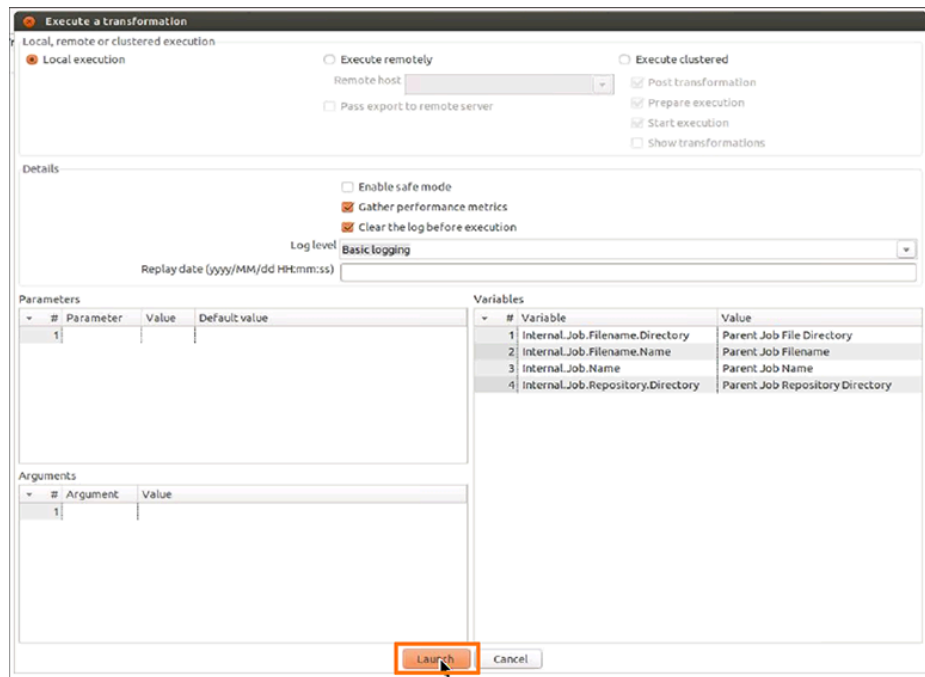 Execute a transformation
Local, remote or clustered execution
Local execution
Execute remotely
Execute clustered
Remote host
Post transformation
Pass export to remote server
Prepare execution
Start execution
Show transformations
Details
Enable safe mode
Gather performance metrics
Clear the log before execution
Log level Basic logging
Replay date (yyyy/MM/dd HH:mm:ss)
Parameters
# Parameter Value Default value
1
Variables
# Variable Value
1 Internal.Job.Filename.Directory Parent Job File Directory
2 Internal.Job.Filename.Name Parent Job Filename
3 Internal.Job.Name Parent Job Name
4 Internal.Job.Repository.Directory Parent Job Repository Directory
Arguments
# Argument Value
1
Launch Cancel